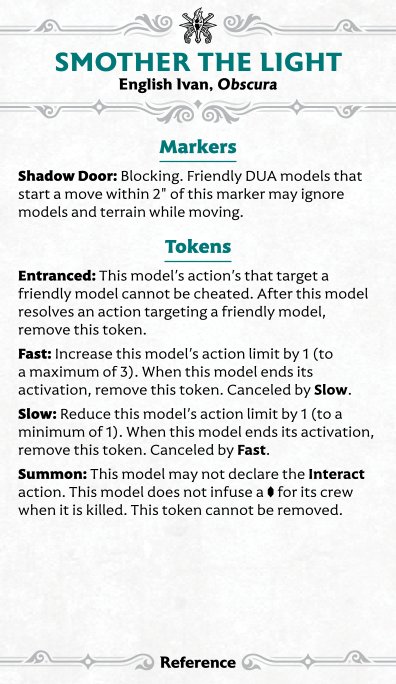 SMOTHER THE LIGHT
English Ivan, Obscura
Markers
Shadow Door: Blocking. Friendly DUA models that
start a move within 2" of this marker may ignore
models and terrain while moving.
Tokens
Entranced: This model's action's that target a
friendly model cannot be cheated. After this model
resolves an action targeting a friendly model,
remove this token.
Fast: Increase this model's action limit by 1 (to
a maximum of 3). When this model ends its
activation, remove this token. Canceled by Slow.
Slow: Reduce this model's action limit by 1 (to a
minimum of 1). When this model ends its activation,
remove this token. Canceled by Fast.
Summon: This model may not declare the Interact
action. This model does not infuse a for its crew
when it is killed. This token cannot be removed.
Reference